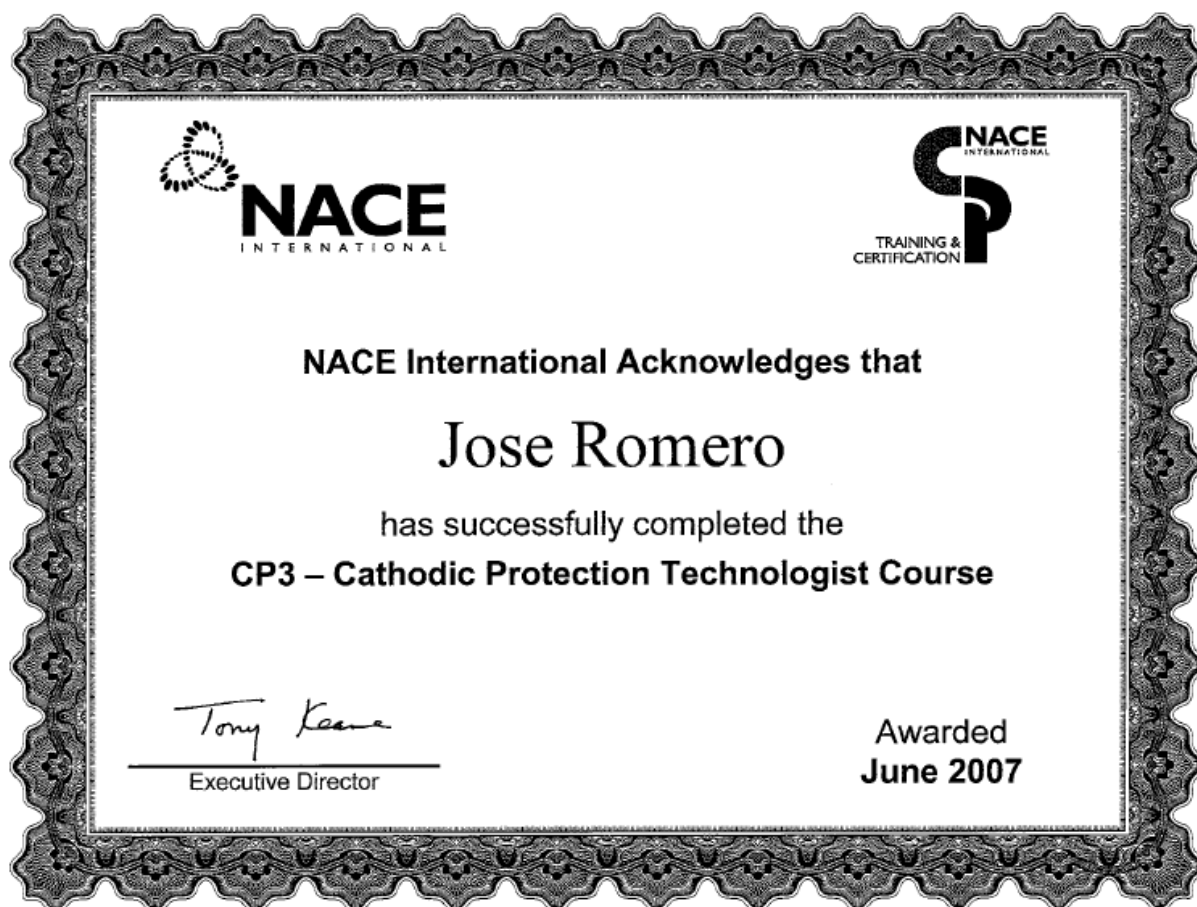 NACE
INTERNATIONAL
NACE
INTERNATIONAL
TRAINING &
CERTIFICATION
NACE International Acknowledges that
Jose Romero
has successfully completed the
CP3 – Cathodic Protection Technologist Course
Tony Keane
Executive Director
Awarded
June 2007